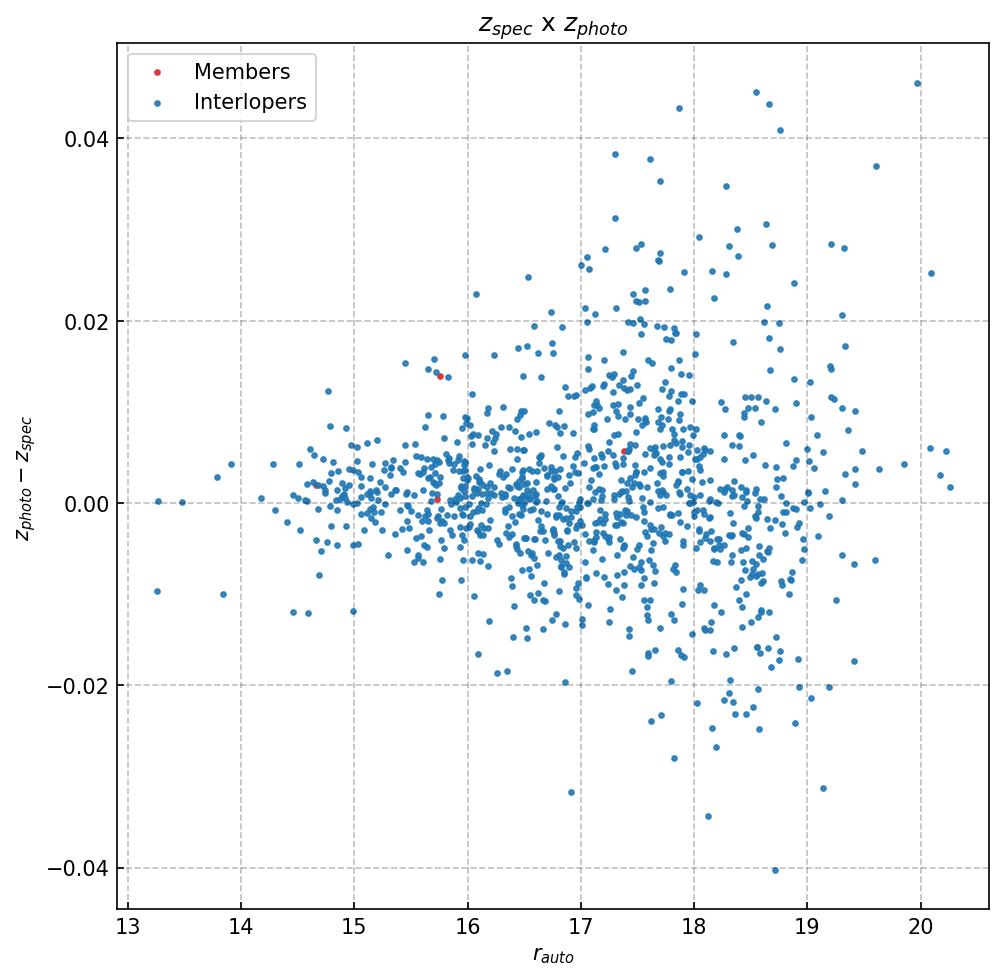 z_spec x z_photo
Members
Interlopers
0.04
0.02
0.00
−0.02
−0.04
z_photo − z_spec
13 14 15 16 17 18 19 20
r_auto